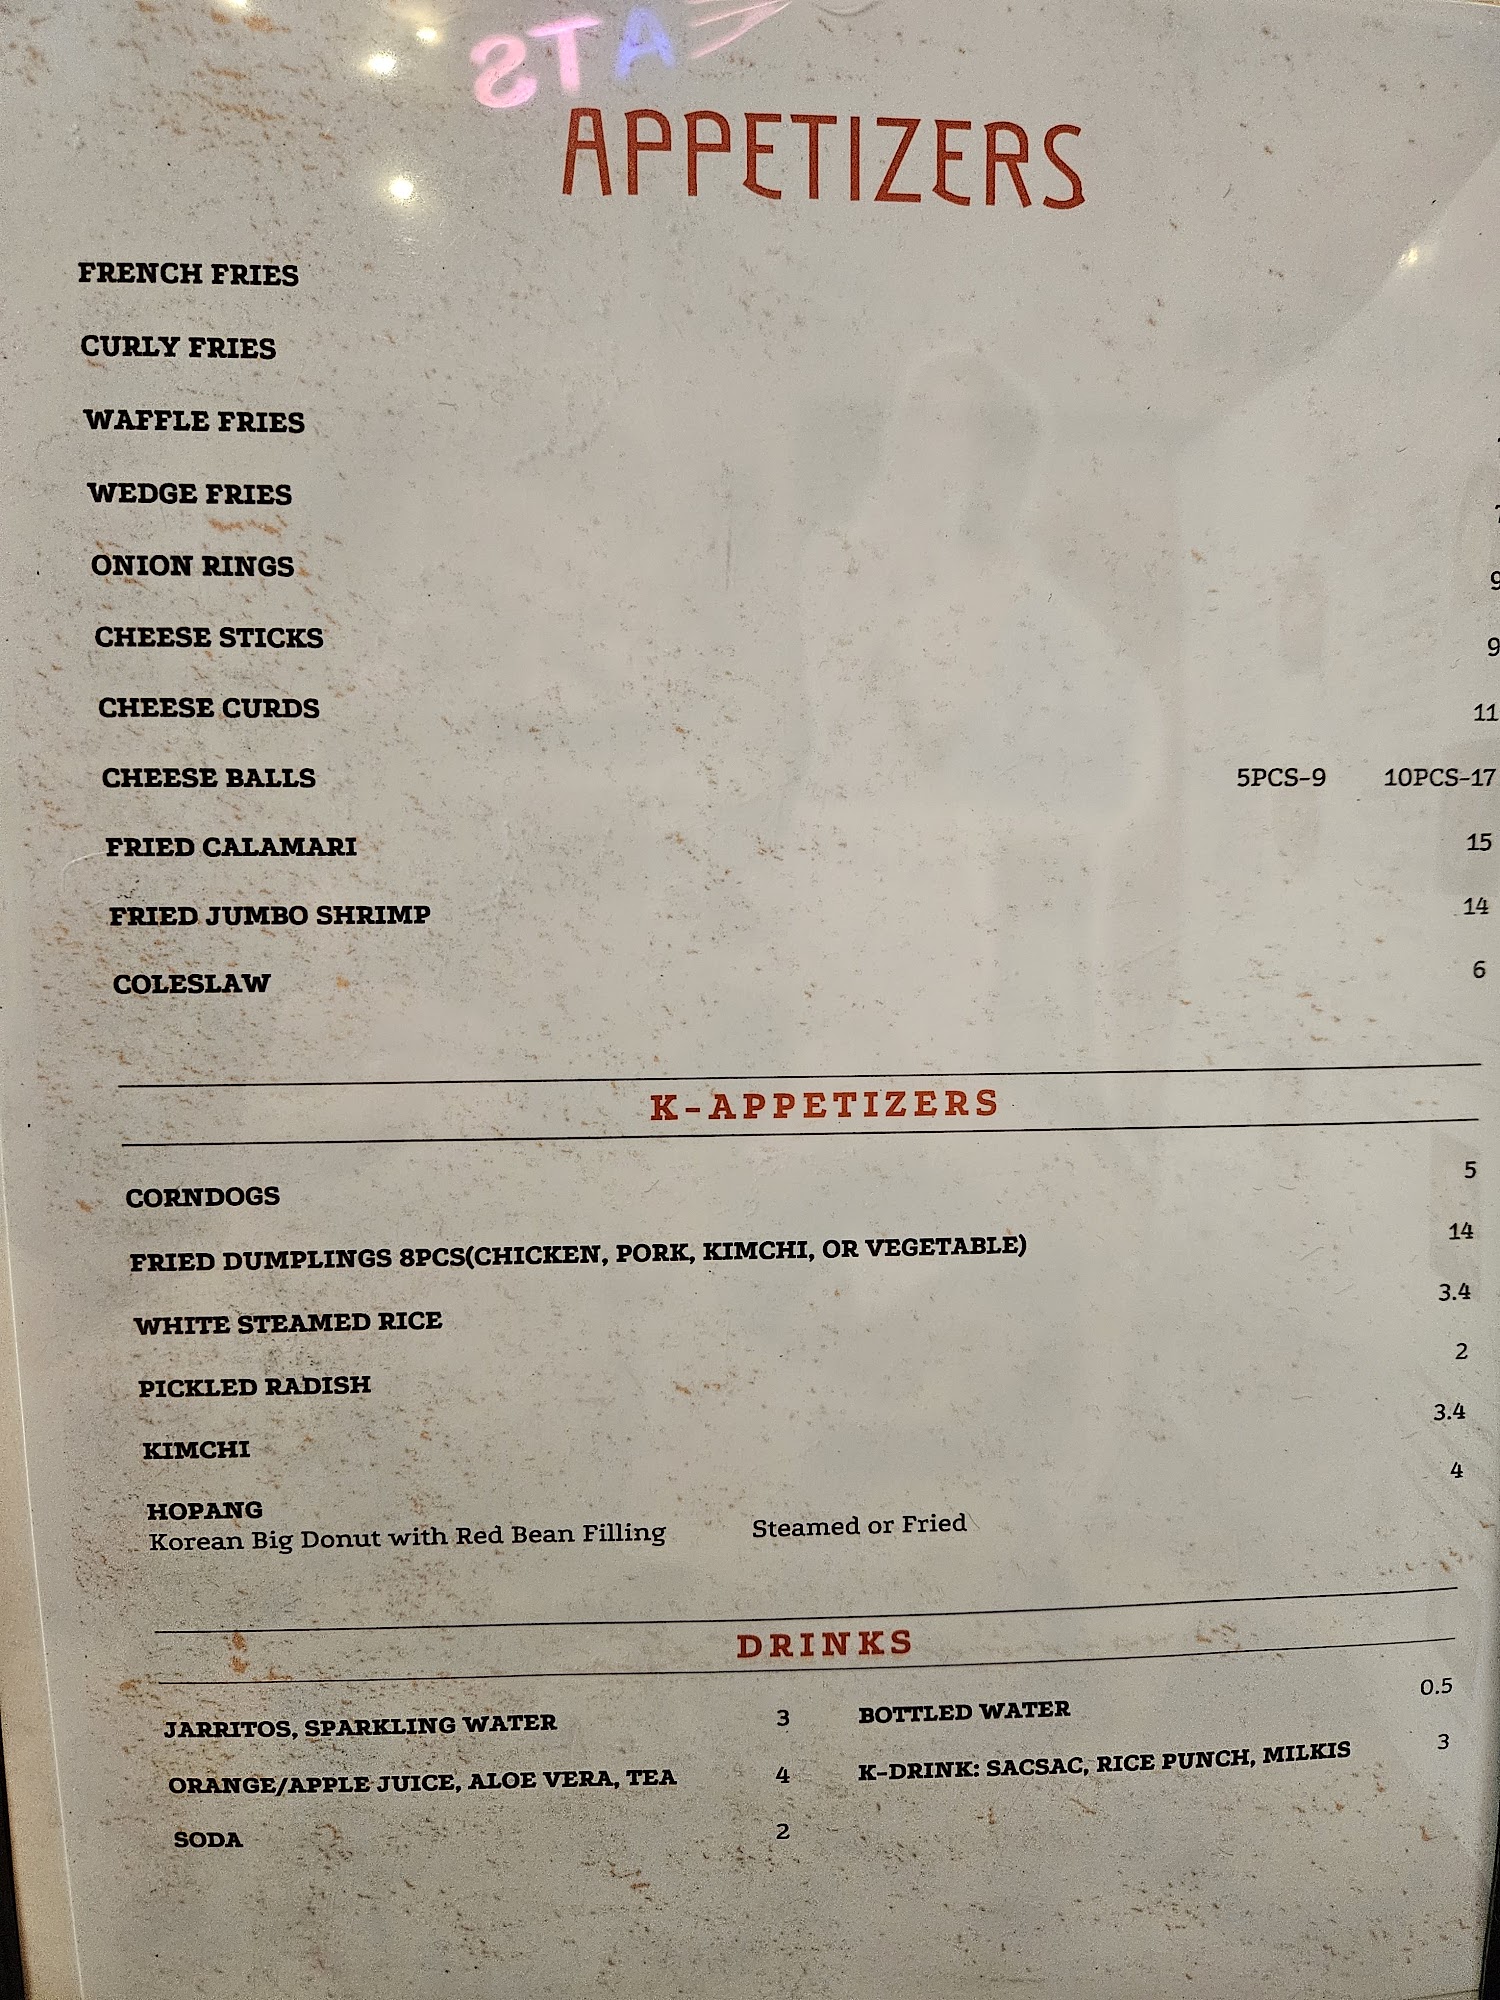 STA
APPETIZERS
FRENCH FRIES
CURLY FRIES
WAFFLE FRIES
WEDGE FRIES
ONION RINGS 9
CHEESE STICKS 9
CHEESE CURDS 11
CHEESE BALLS 5PCS-9 10PCS-17
FRIED CALAMARI 15
FRIED JUMBO SHRIMP 14
COLESLAW 6
K-APPETIZERS
CORNDOGS 5
FRIED DUMPLINGS 8PCS(CHICKEN, PORK, KIMCHI, OR VEGETABLE) 14
WHITE STEAMED RICE 3.4
PICKLED RADISH 2
KIMCHI 3.4
HOPANG 4
Korean Big Donut with Red Bean Filling Steamed or Fried
DRINKS
JARRITOS, SPARKLING WATER 3 BOTTLED WATER 0.5
ORANGE/APPLE JUICE, ALOE VERA, TEA 4 K-DRINK: SACSAC, RICE PUNCH, MILKIS 3
SODA 2